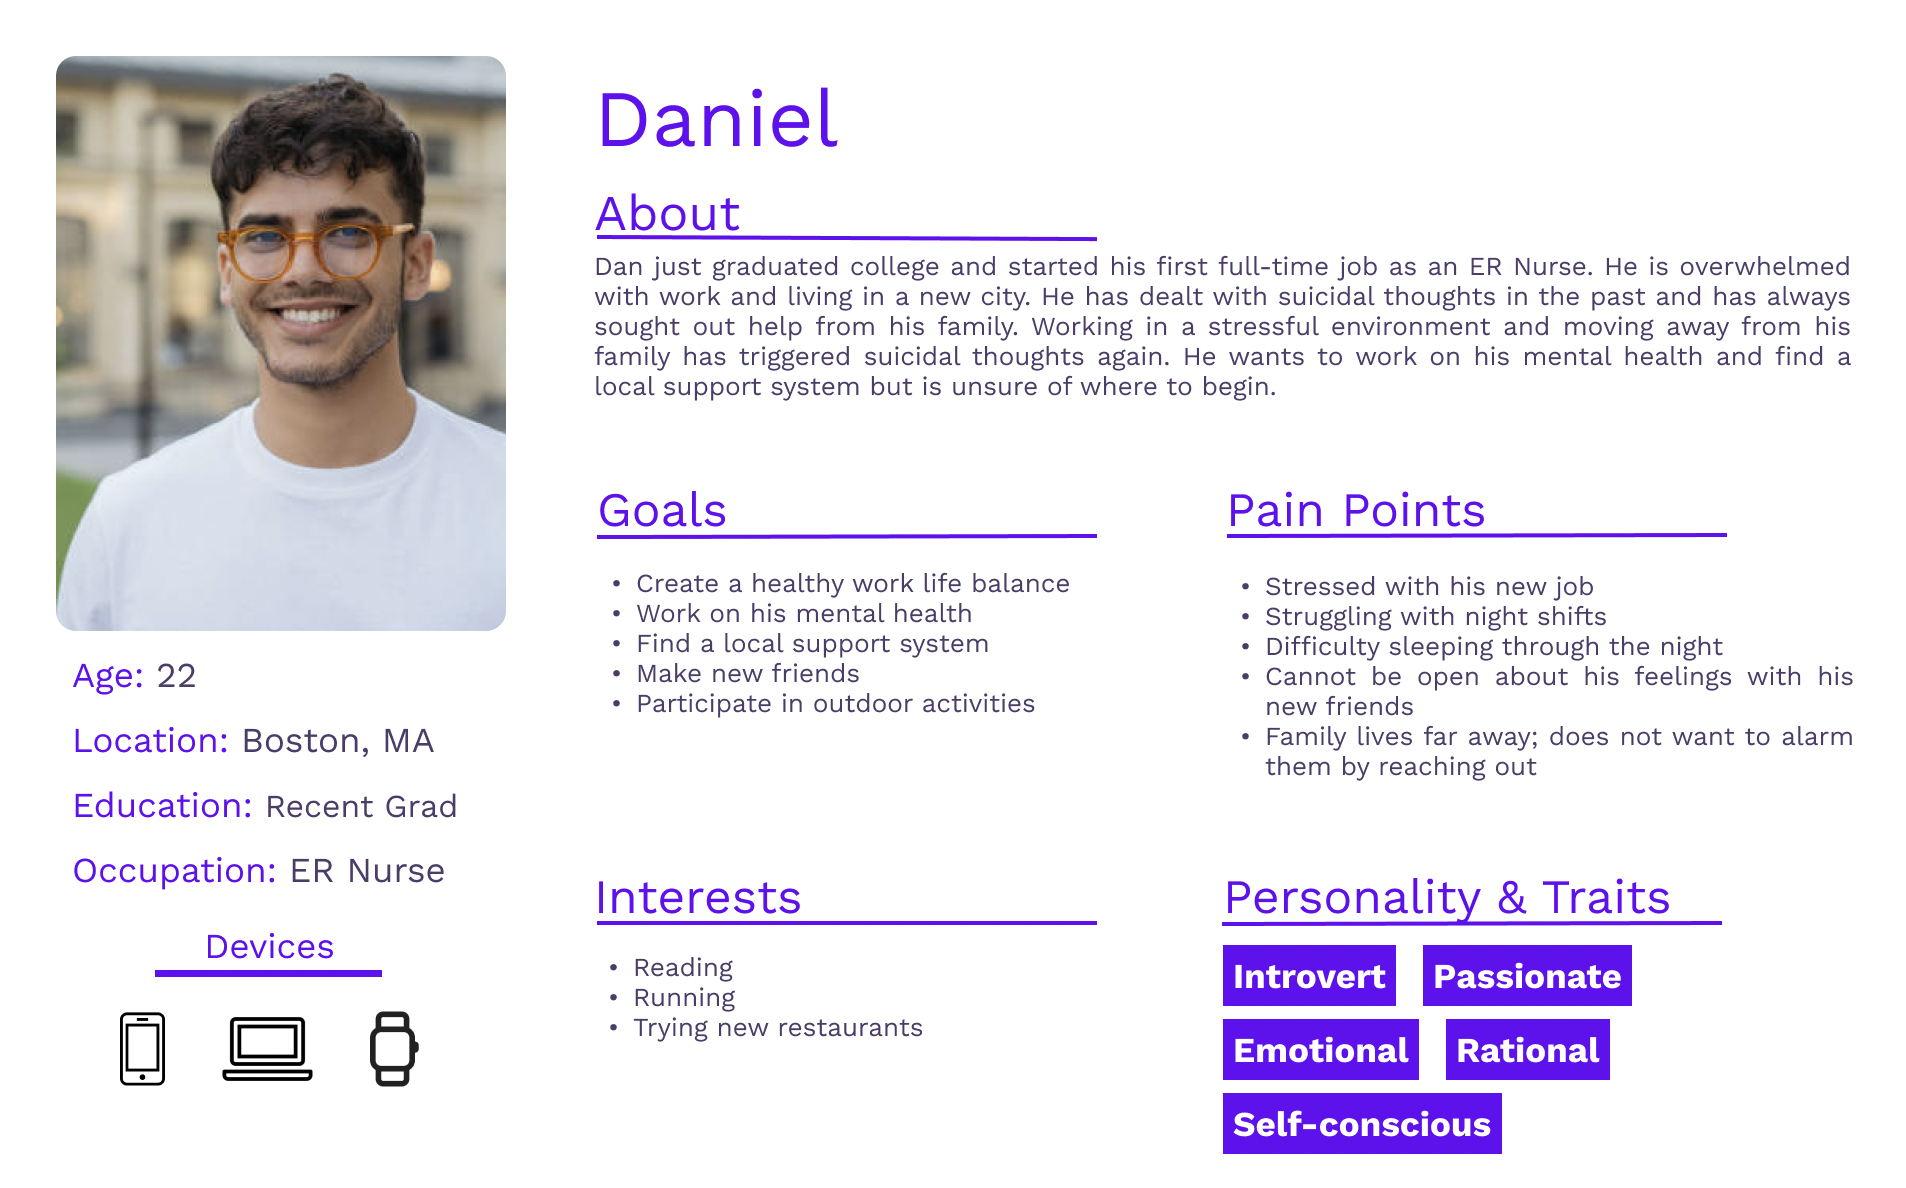 Daniel
About
Dan just graduated college and started his first full-time job as an ER Nurse. He is overwhelmed
with work and living in a new city. He has dealt with suicidal thoughts in the past and has always
sought out help from his family. Working in a stressful environment and moving away from his
family has triggered suicidal thoughts again. He wants to work on his mental health and find a
local support system but is unsure of where to begin.
Age: 22
Location: Boston, MA
Education: Recent Grad
Occupation: ER Nurse
Devices
Goals
• Create a healthy work life balance
• Work on his mental health
• Find a local support system
• Make new friends
• Participate in outdoor activities
Pain Points
• Stressed with his new job
• Struggling with night shifts
• Difficulty sleeping through the night
• Cannot be open about his feelings with his
new friends
• Family lives far away; does not want to alarm
them by reaching out
Interests
• Reading
• Running
• Trying new restaurants
Personality & Traits
Introvert Passionate
Emotional Rational
Self-conscious